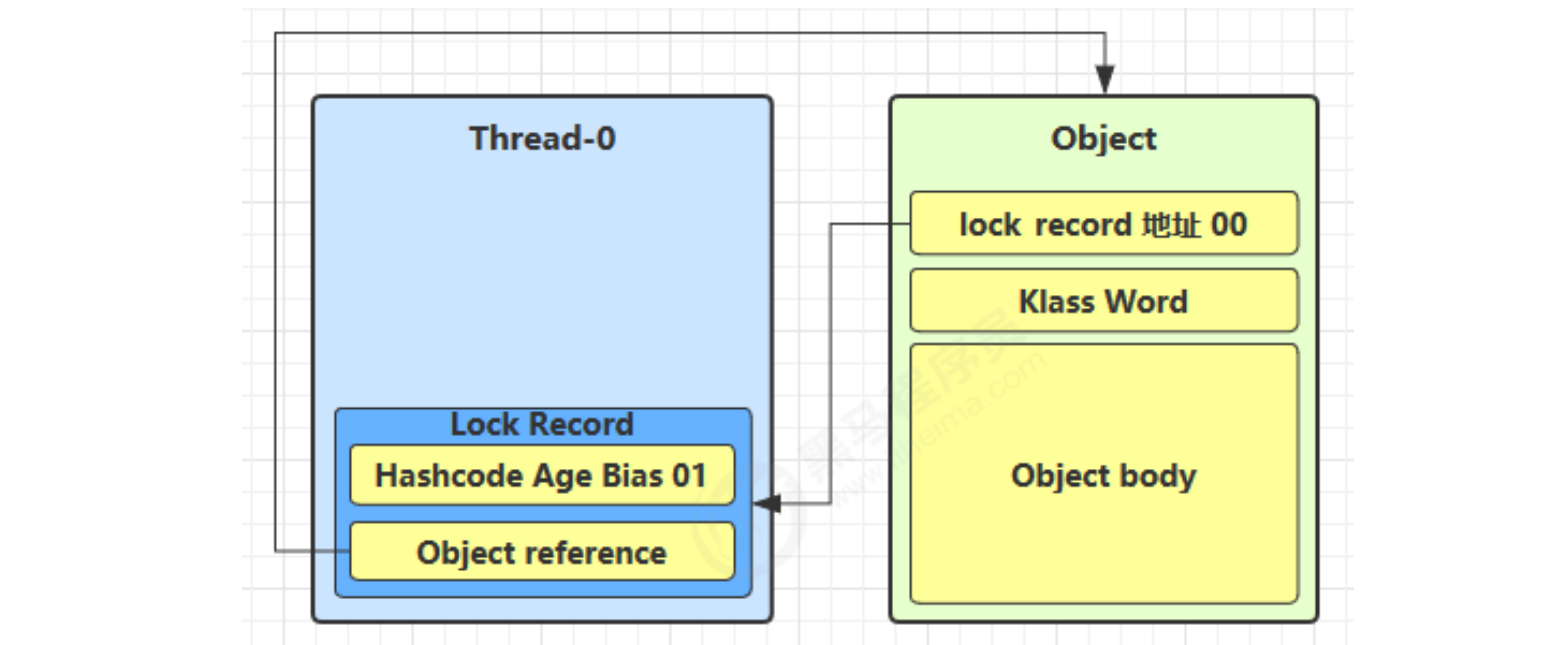 Thread-0
Lock Record
Hashcode Age Bias 01
Object reference
Object
lock record 地址 00
Klass Word
Object body
黑马程序员
www.itheima.com